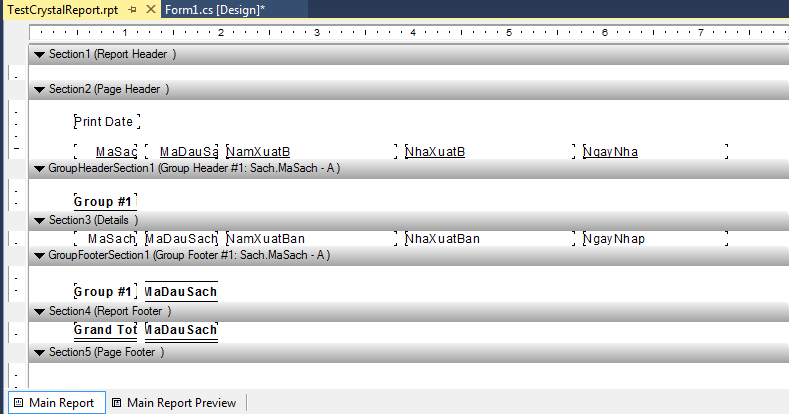 TestCrystalReport.rpt Form1.cs [Design]*
1 2 3 4 5 6 7
Section1 (Report Header )
Section2 (Page Header )
Print Date
MaSac MaDauSa NamXuatB NhaXuatB NgayNha
GroupHeaderSection1 (Group Header #1: Sach.MaSach - A )
Group #1
Section3 (Details )
MaSach MaDauSach NamXuatBan NhaXuatBan NgayNhap
GroupFooterSection1 (Group Footer #1: Sach.MaSach - A )
Group #1 MaDauSach
Section4 (Report Footer )
Grand Tot MaDauSach
Section5 (Page Footer )
Main Report Main Report Preview